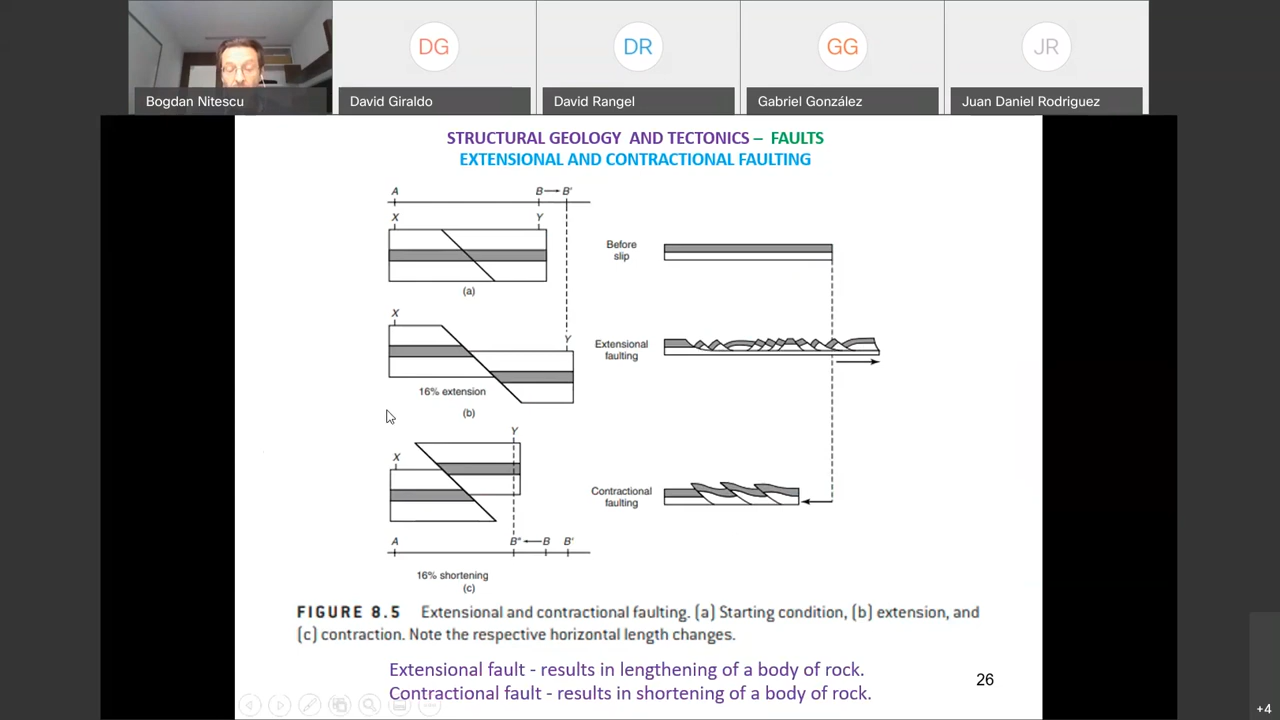 DG
DR
GG
JR
Bogdan Nitescu
David Giraldo
David Rangel
Gabriel González
Juan Daniel Rodriguez
STRUCTURAL GEOLOGY AND TECTONICS – FAULTS
EXTENSIONAL AND CONTRACTIONAL FAULTING
A B B'
X Y
(a)
Before
slip
X
Y
16% extension
(b)
Extensional
faulting
Y
X
Contractional
faulting
A B" B B'
16% shortening
(c)
FIGURE 8.5 Extensional and contractional faulting. (a) Starting condition, (b) extension, and
(c) contraction. Note the respective horizontal length changes.
Extensional fault - results in lengthening of a body of rock.
Contractional fault - results in shortening of a body of rock.
26
+4